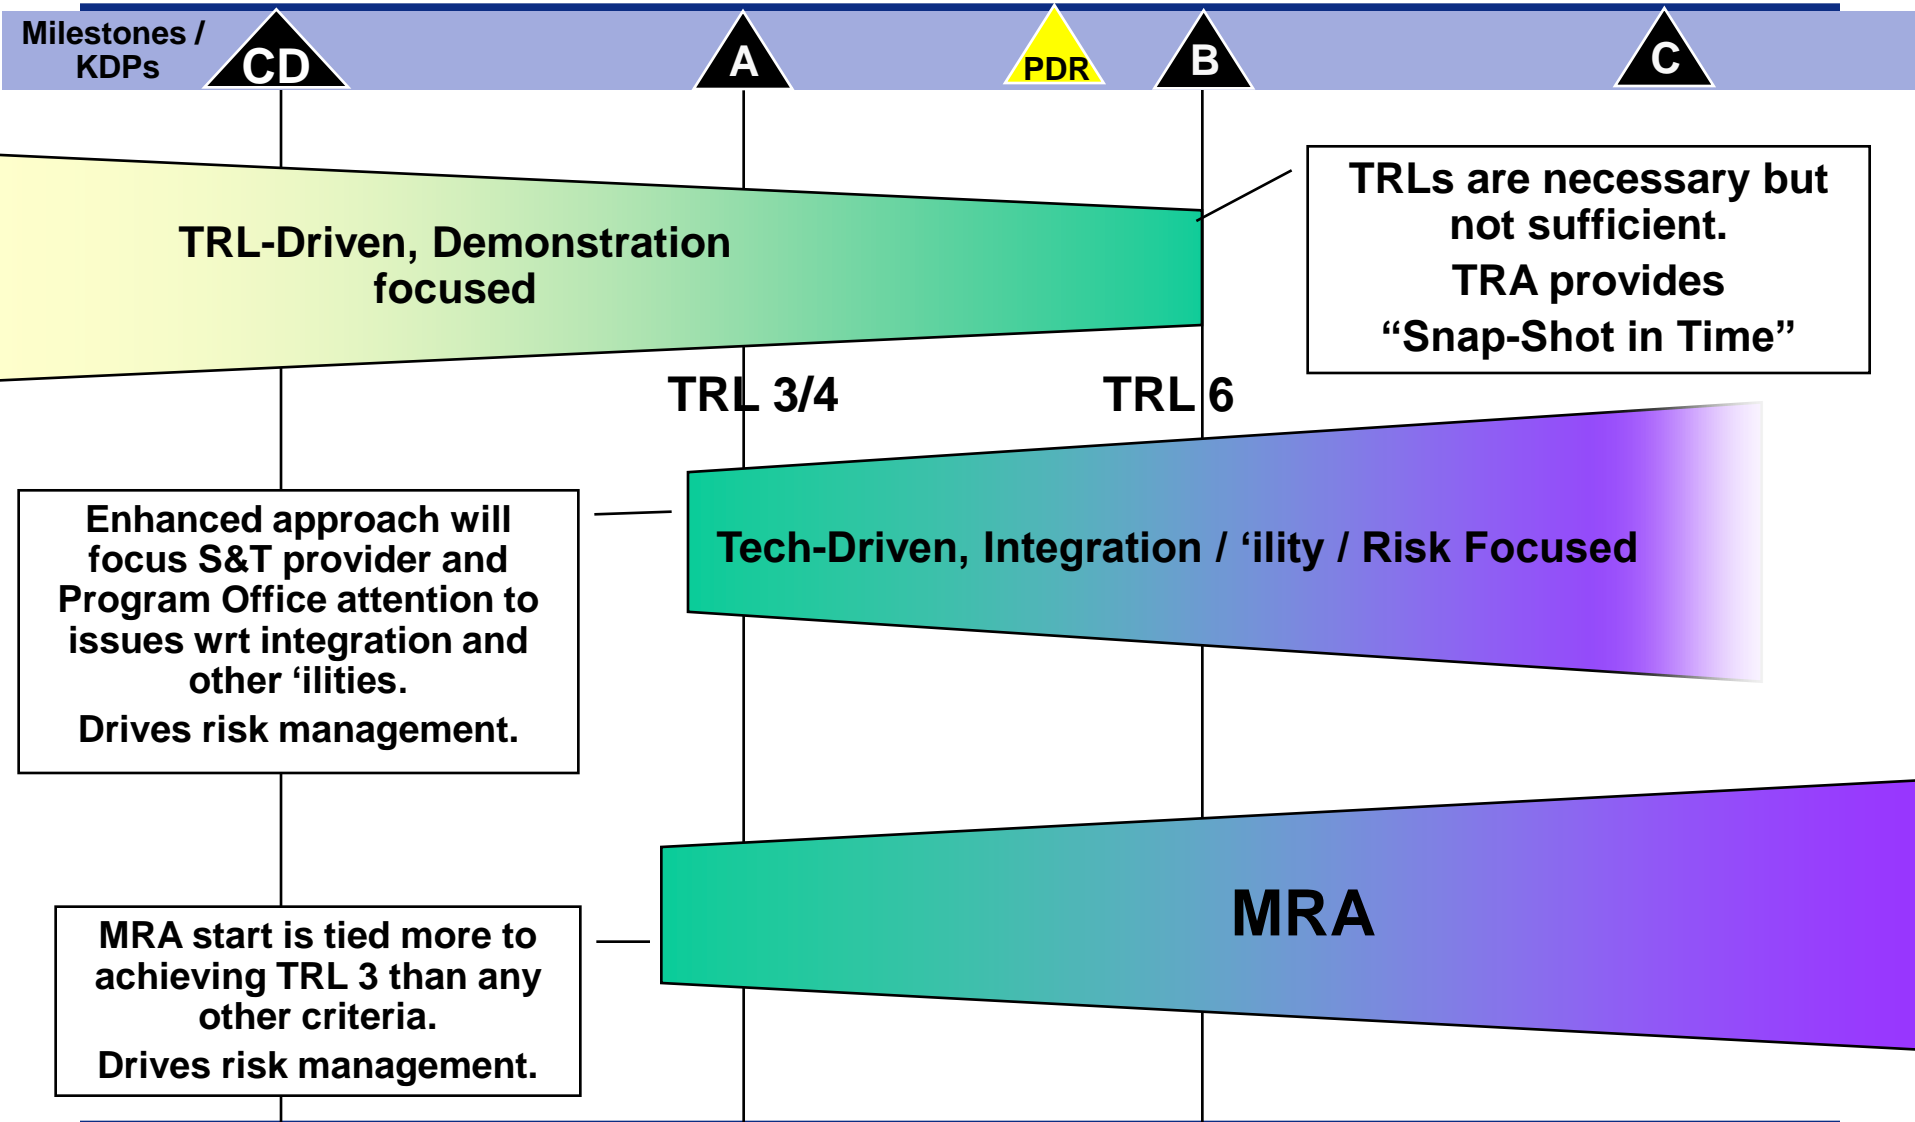 Milestones /
KDPs
CD
A
PDR
B
C
TRL-Driven, Demonstration
focused
TRLs are necessary but
not sufficient.
TRA provides
“Snap-Shot in Time”
TRL 3/4
TRL 6
Enhanced approach will
focus S&T provider and
Program Office attention to
issues wrt integration and
other ‘ilities.
Drives risk management.
Tech-Driven, Integration / ‘ility / Risk Focused
MRA start is tied more to
achieving TRL 3 than any
other criteria.
Drives risk management.
MRA